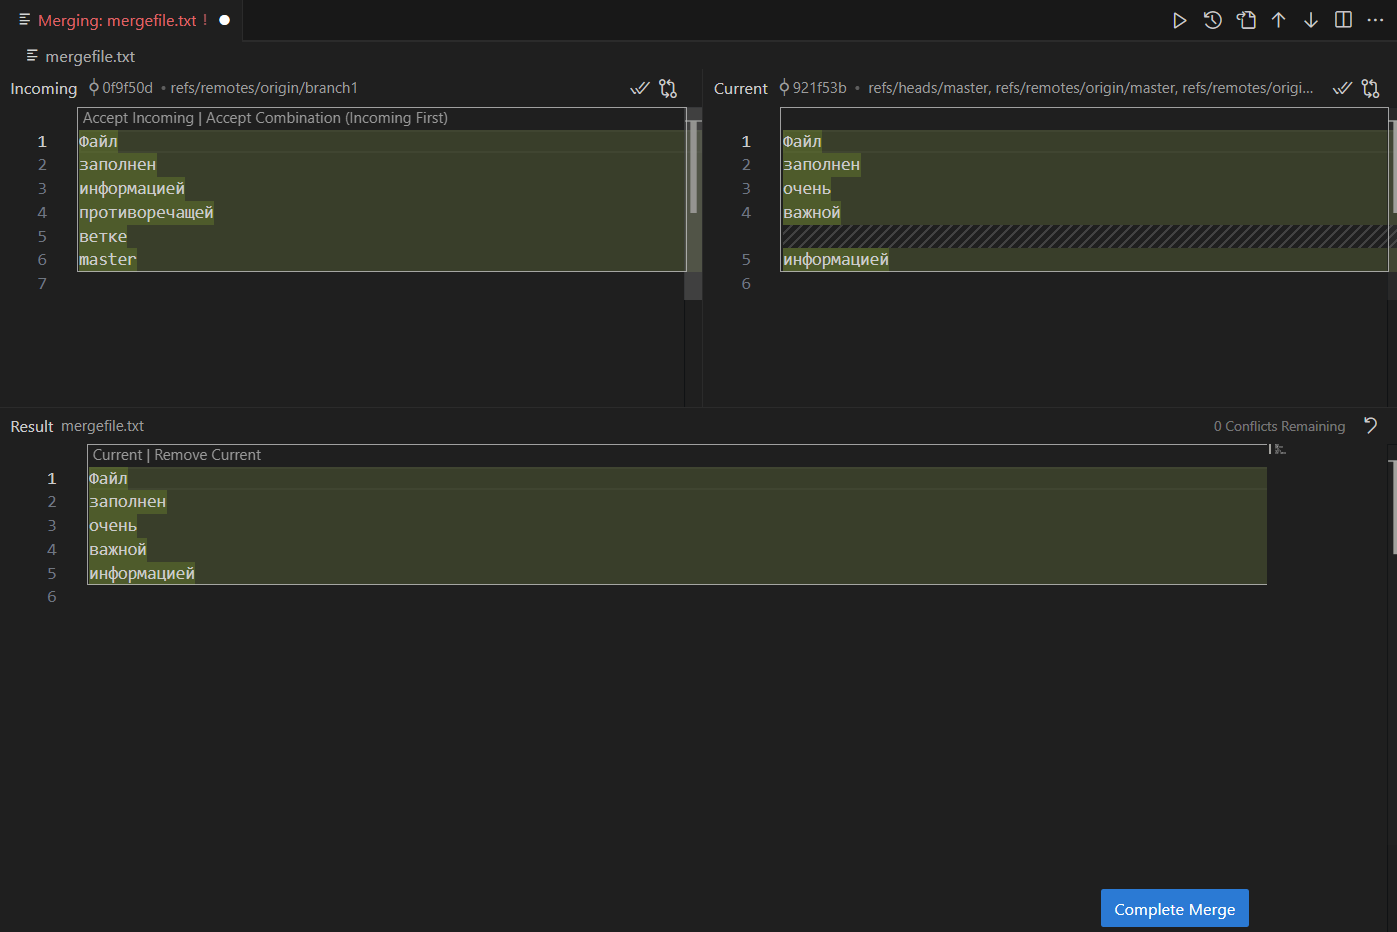 Merging: mergefile.txt !
mergefile.txt
Incoming 0f9f50d • refs/remotes/origin/branch1
Accept Incoming | Accept Combination (Incoming First)
1 Файл
2 заполнен
3 информацией
4 противоречащей
5 ветке
6 master
7
Current 921f53b • refs/heads/master, refs/remotes/origin/master, refs/remotes/origi...
1 Файл
2 заполнен
3 очень
4 важной
5 информацией
6
Result mergefile.txt
0 Conflicts Remaining
Current | Remove Current
1 Файл
2 заполнен
3 очень
4 важной
5 информацией
6
Complete Merge